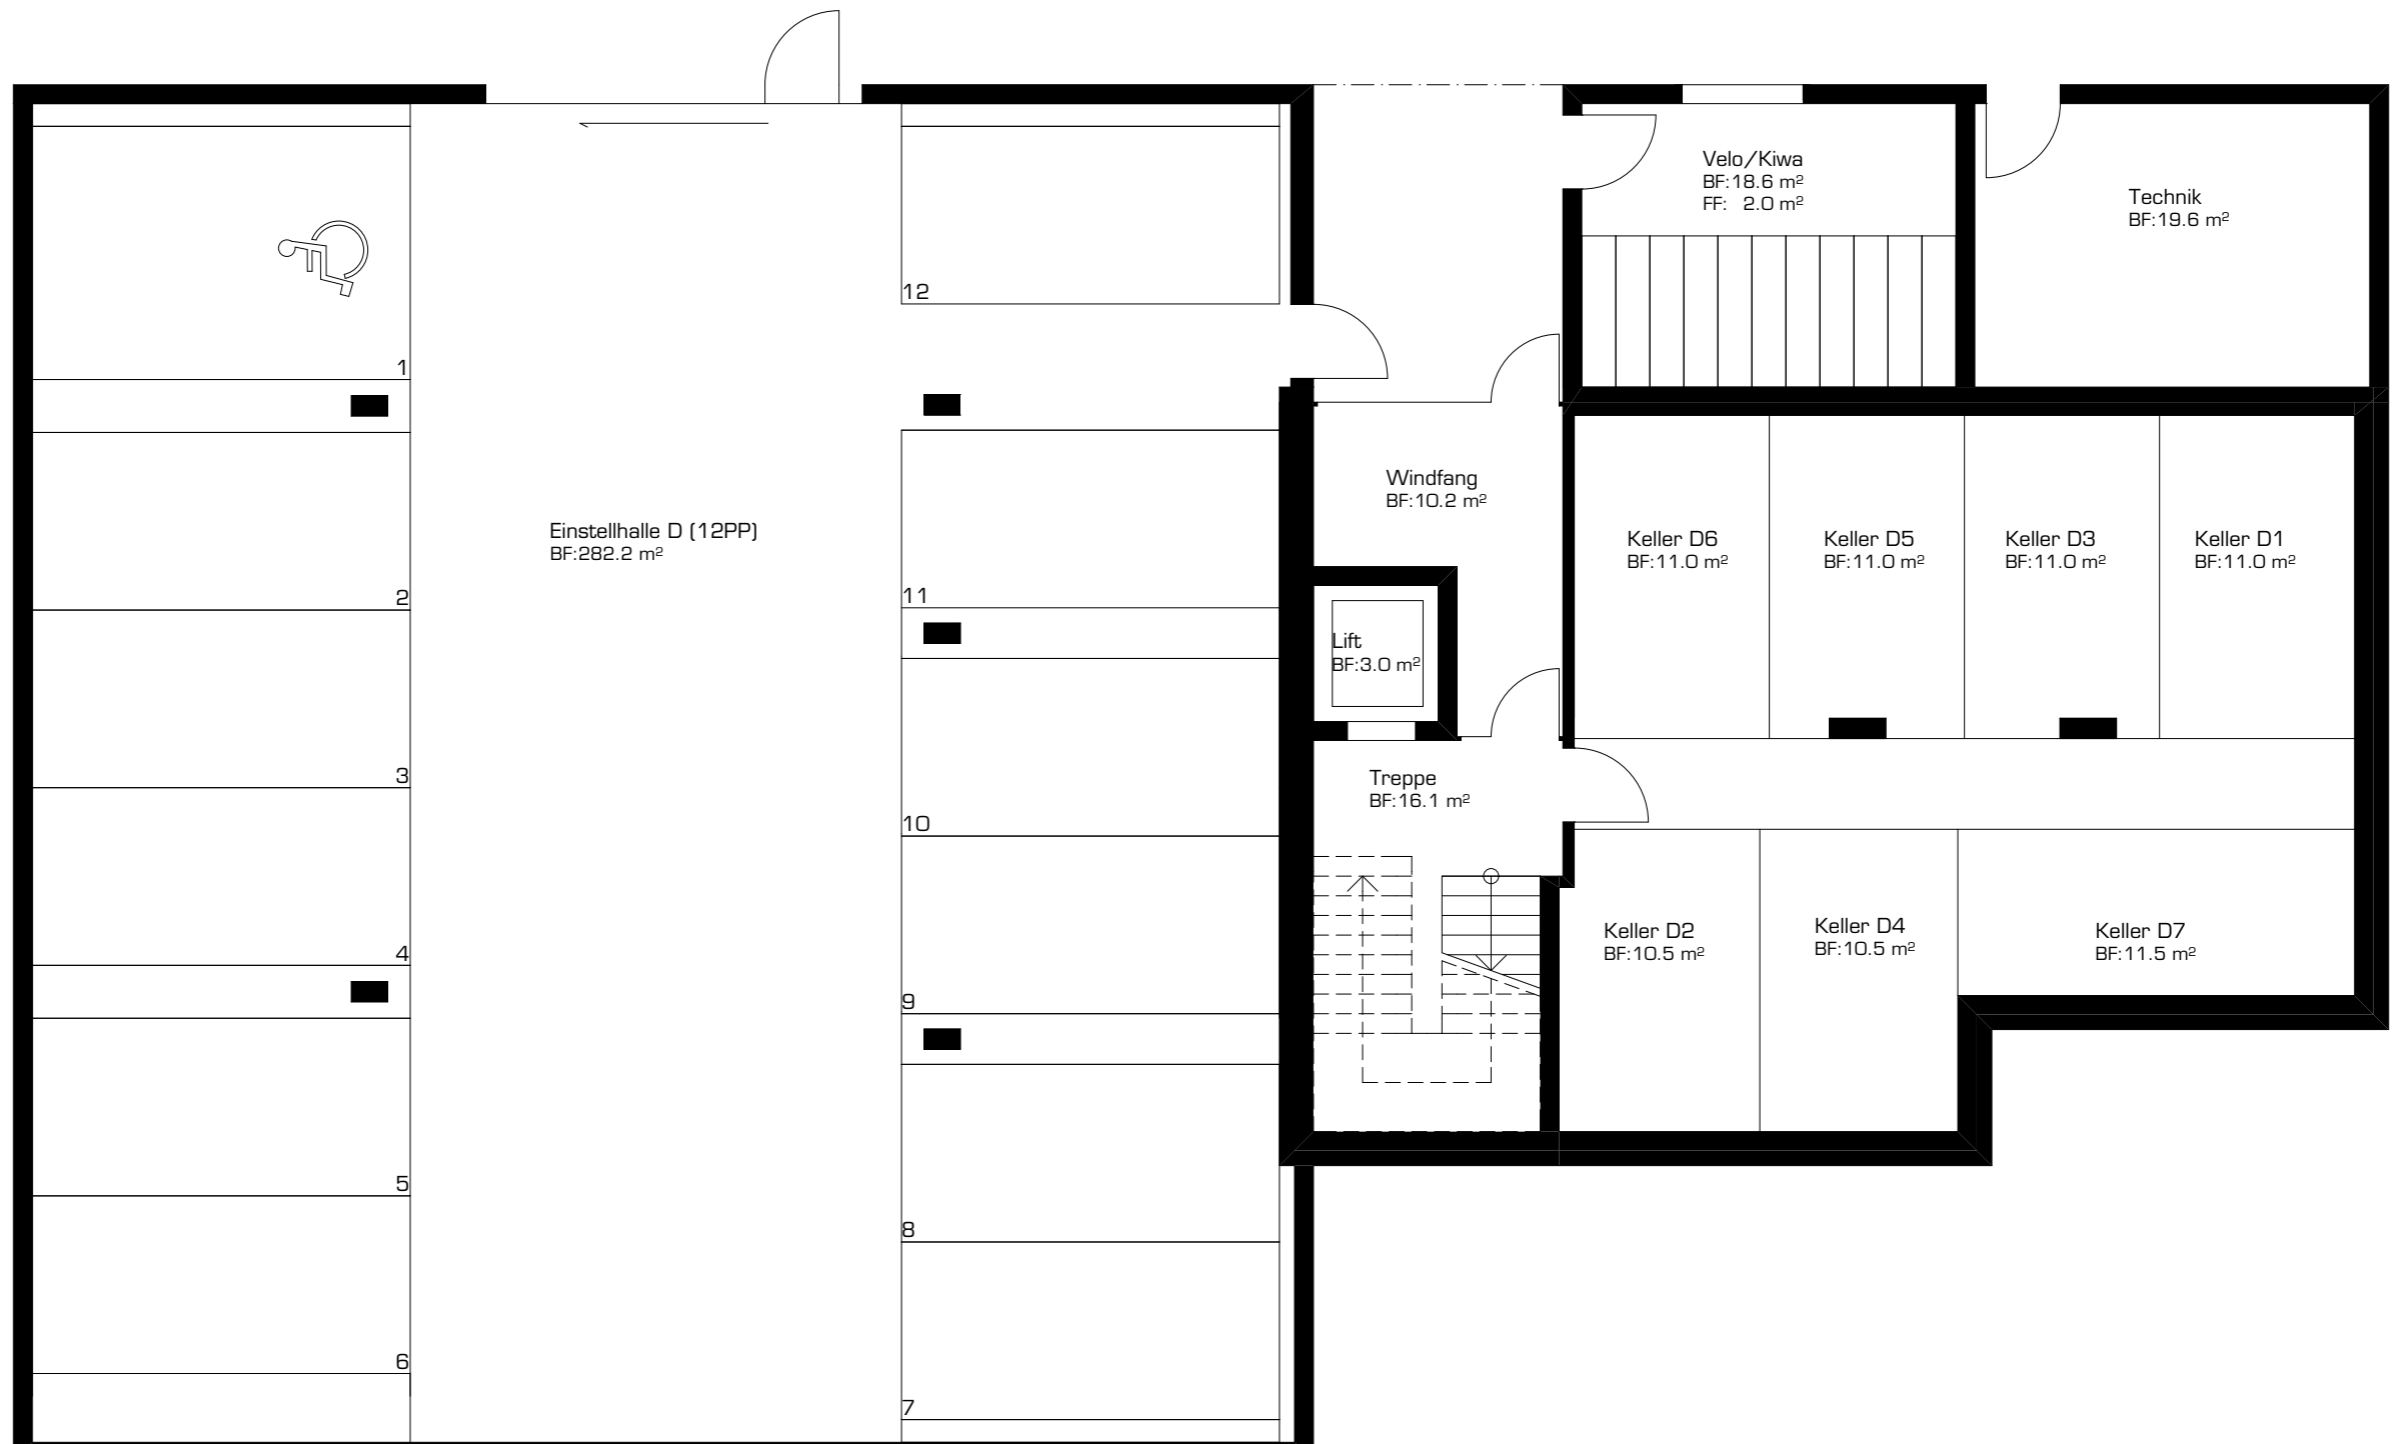 Velo/Kiwa
BF:18.6 m²
FF: 2.0 m²
Technik
BF:19.6 m²
12
1
Windfang
BF:10.2 m²
Einstellhalle D (12PP)
BF:282.2 m²
Keller D6
BF:11.0 m²
Keller D5
BF:11.0 m²
Keller D3
BF:11.0 m²
Keller D1
BF:11.0 m²
2
11
Lift
BF:3.0 m²
3
Treppe
BF:16.1 m²
10
4
9
Keller D2
BF:10.5 m²
Keller D4
BF:10.5 m²
Keller D7
BF:11.5 m²
5
8
6
7